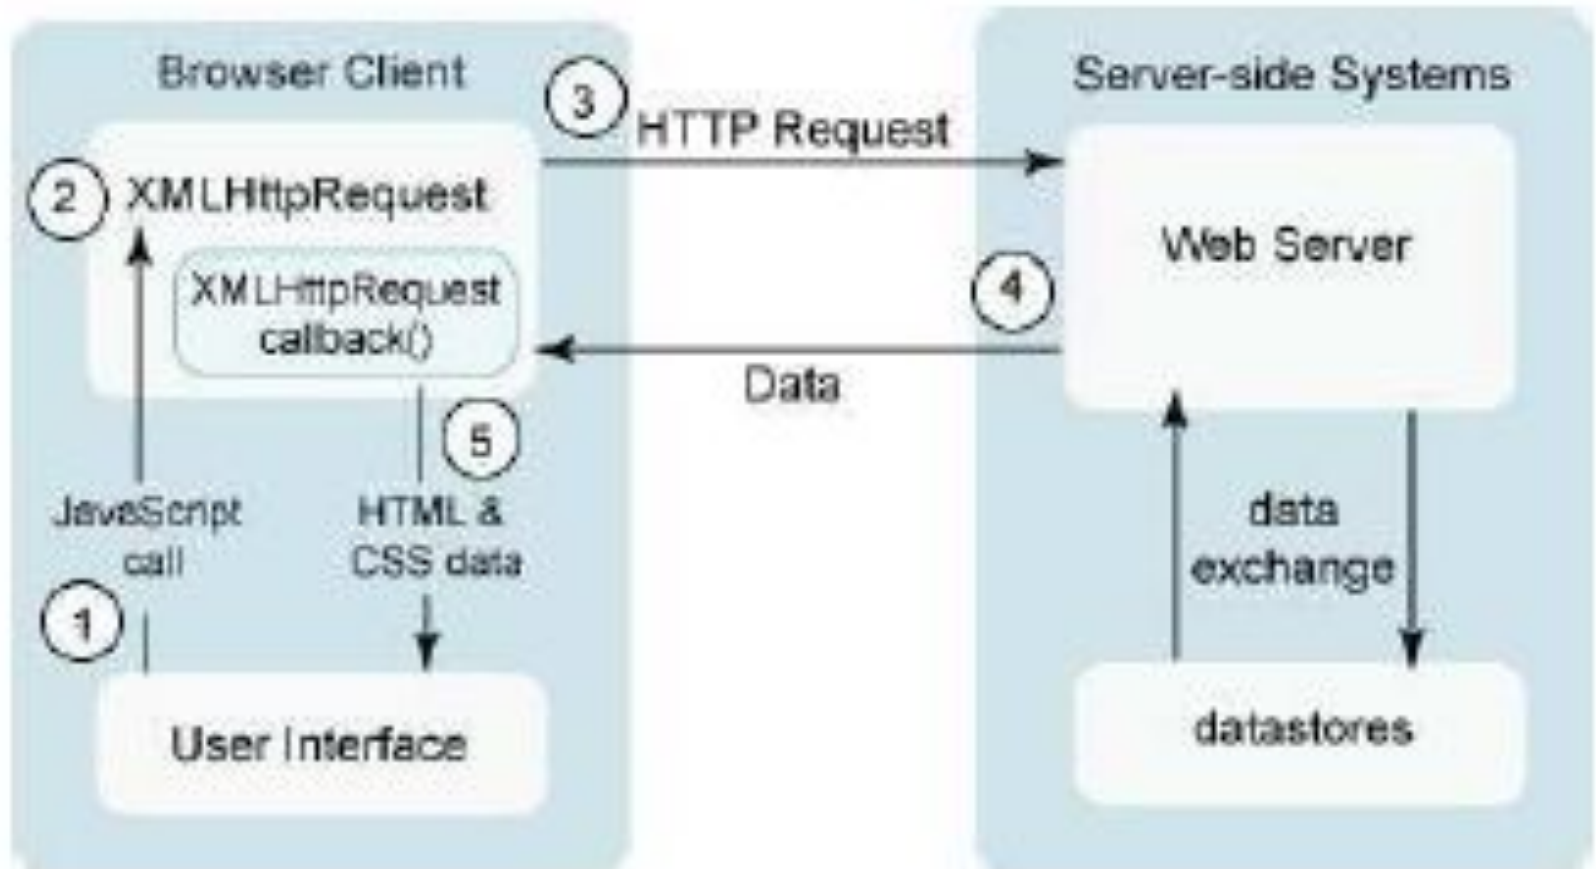 Browser Client
Server-side Systems
3
HTTP Request
2
XMLHttpRequest
Web Server
XMLHttpRequest
callback()
4
Data
5
JavaScript
call
HTML &
CSS data
data
exchange
1
User Interface
datastores